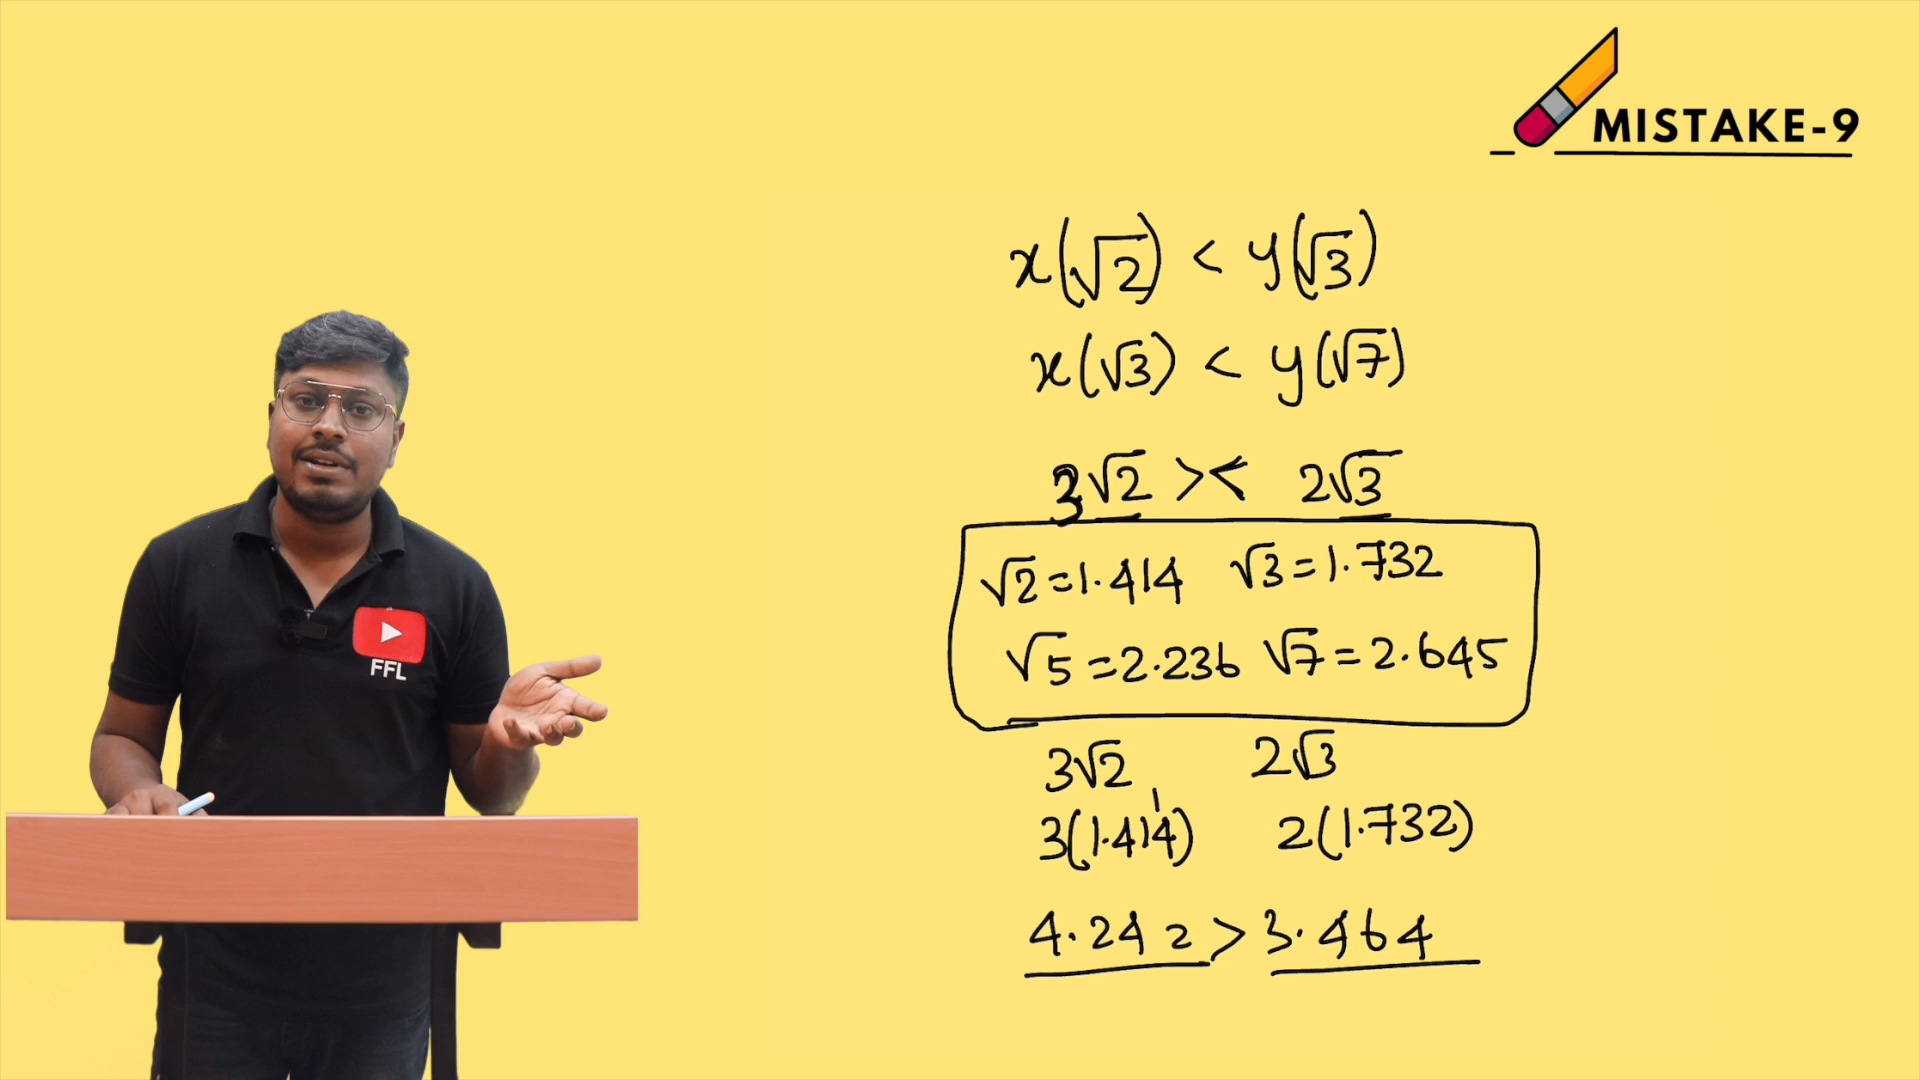 MISTAKE-9
x(√2) < y(√3)
x(√3) < y(√7)
3√2 >< 2√3
√2=1.414 √3=1.732
√5=2.236 √7=2.645
3√2 2√3
3(1.414) 2(1.732)
4.242 > 3.464
FFL